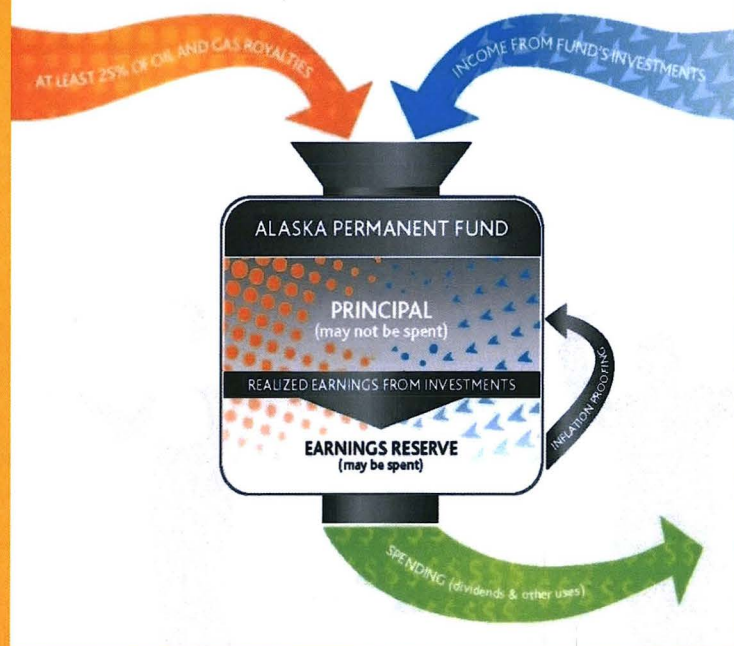 AT LEAST 25% OF OIL AND GAS ROYALTIES
INCOME FROM FUND'S INVESTMENTS
ALASKA PERMANENT FUND
PRINCIPAL
(may not be spent)
REALIZED EARNINGS FROM INVESTMENTS
EARNINGS RESERVE
(may be spent)
INFLATION PROOFING
SPENDING (dividends & other uses)